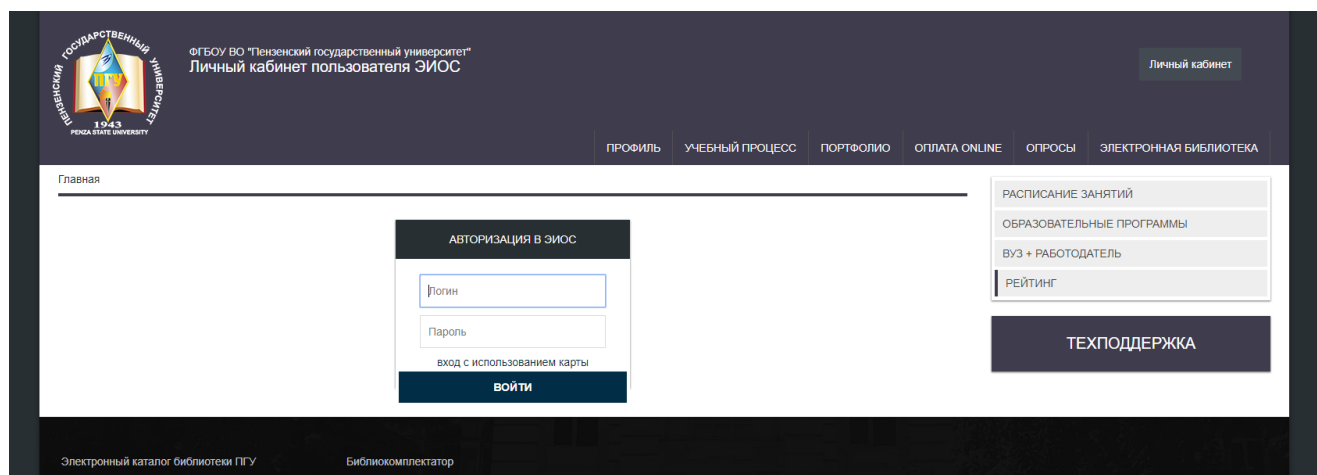 ПЕНЗЕНСКИЙ ГОСУДАРСТВЕННЫЙ УНИВЕРСИТЕТ
ПГУ
1943
PENZA STATE UNIVERSITY
ФГБОУ ВО "Пензенский государственный университет"
Личный кабинет пользователя ЭИОС
Личный кабинет
ПРОФИЛЬ УЧЕБНЫЙ ПРОЦЕСС ПОРТФОЛИО ОПЛАТА ONLINE ОПРОСЫ ЭЛЕКТРОННАЯ БИБЛИОТЕКА
Главная
АВТОРИЗАЦИЯ В ЭИОС
Логин
Пароль
вход с использованием карты
ВОЙТИ
РАСПИСАНИЕ ЗАНЯТИЙ
ОБРАЗОВАТЕЛЬНЫЕ ПРОГРАММЫ
ВУЗ + РАБОТОДАТЕЛЬ
РЕЙТИНГ
ТЕХПОДДЕРЖКА
Электронный каталог библиотеки ПГУ Библиокомплектатор